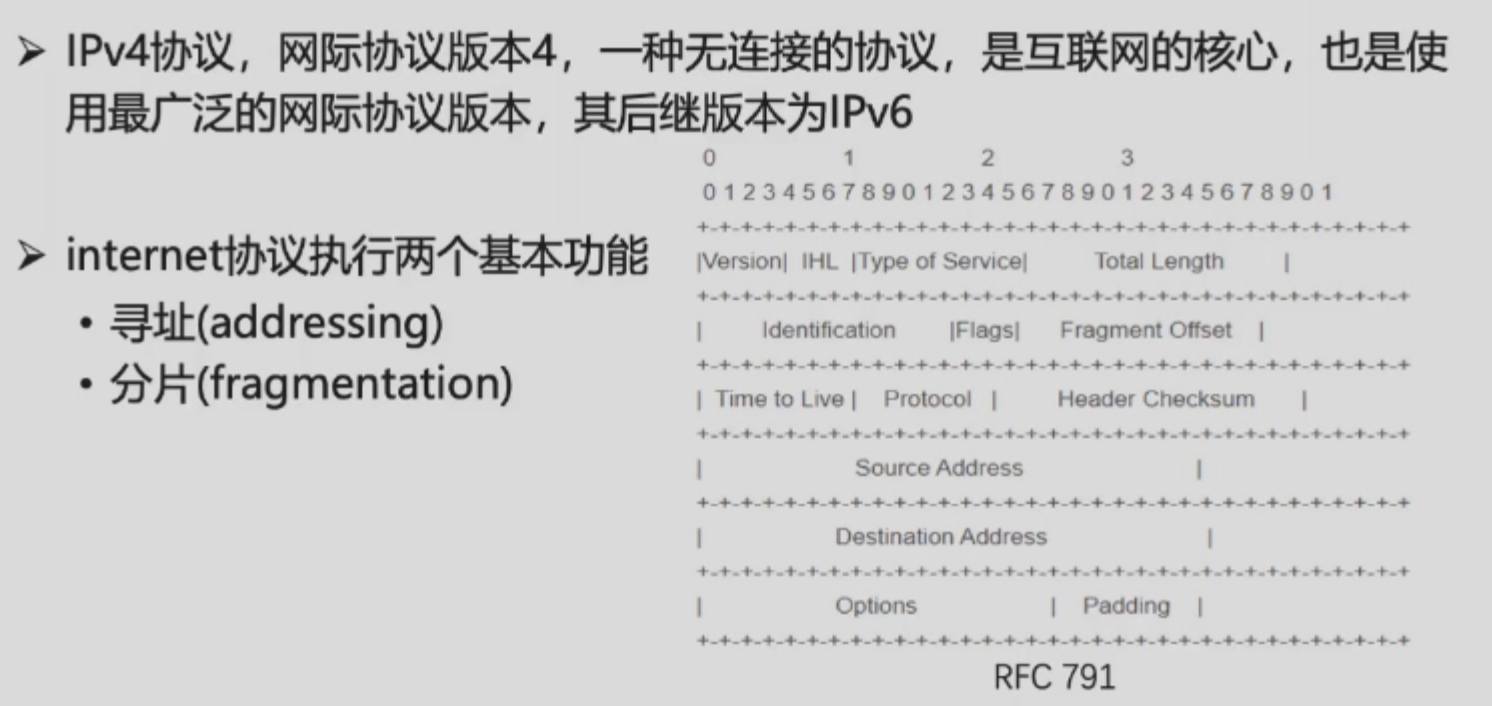 ➢ IPv4协议，网际协议版本4，一种无连接的协议，是互联网的核心，也是使
用最广泛的网际协议版本，其后继版本为IPv6
➢ internet协议执行两个基本功能
• 寻址(addressing)
• 分片(fragmentation)
0 1 2 3
0 1 2 3 4 5 6 7 8 9 0 1 2 3 4 5 6 7 8 9 0 1 2 3 4 5 6 7 8 9 0 1
+-+-+-+-+-+-+-+-+-+-+-+-+-+-+-+-+-+-+-+-+-+-+-+-+-+-+-+-+-+-+-+-+
|Version| IHL |Type of Service| Total Length |
+-+-+-+-+-+-+-+-+-+-+-+-+-+-+-+-+-+-+-+-+-+-+-+-+-+-+-+-+-+-+-+-+
| Identification |Flags| Fragment Offset |
+-+-+-+-+-+-+-+-+-+-+-+-+-+-+-+-+-+-+-+-+-+-+-+-+-+-+-+-+-+-+-+-+
| Time to Live | Protocol | Header Checksum |
+-+-+-+-+-+-+-+-+-+-+-+-+-+-+-+-+-+-+-+-+-+-+-+-+-+-+-+-+-+-+-+-+
| Source Address |
+-+-+-+-+-+-+-+-+-+-+-+-+-+-+-+-+-+-+-+-+-+-+-+-+-+-+-+-+-+-+-+-+
| Destination Address |
+-+-+-+-+-+-+-+-+-+-+-+-+-+-+-+-+-+-+-+-+-+-+-+-+-+-+-+-+-+-+-+-+
| Options | Padding |
+-+-+-+-+-+-+-+-+-+-+-+-+-+-+-+-+-+-+-+-+-+-+-+-+-+-+-+-+-+-+-+-+
RFC 791